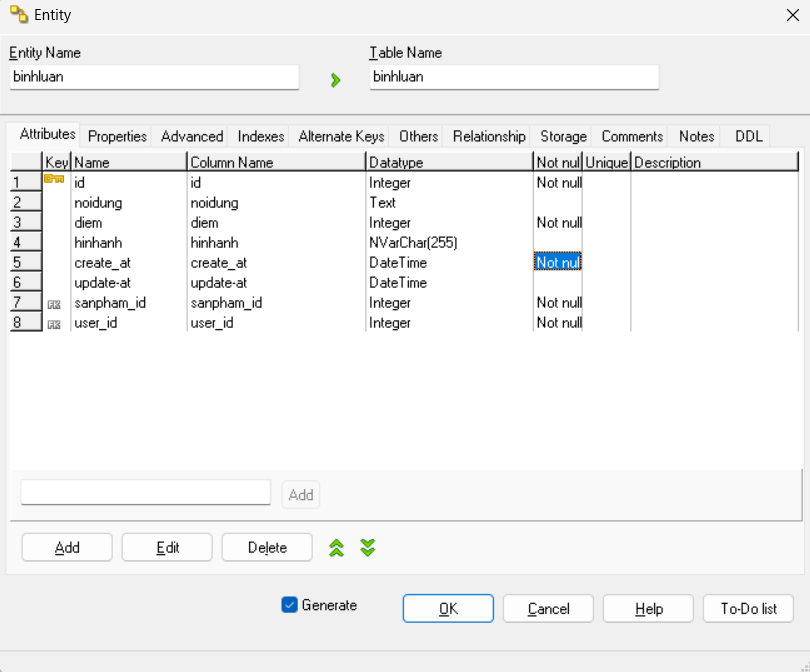 Entity
Entity Name Table Name
binhluan binhluan
Attributes Properties Advanced Indexes Alternate Keys Others Relationship Storage Comments Notes DDL
Key Name Column Name Datatype Not nul Unique Description
1 id id Integer Not null
2 noidung noidung Text
3 diem diem Integer Not null
4 hinhanh hinhanh NVarChar(255)
5 create_at create_at DateTime Not nul
6 update-at update-at DateTime
7 FK sanpham_id sanpham_id Integer Not null
8 FK user_id user_id Integer Not null
Add
Add Edit Delete
Generate OK Cancel Help To-Do list